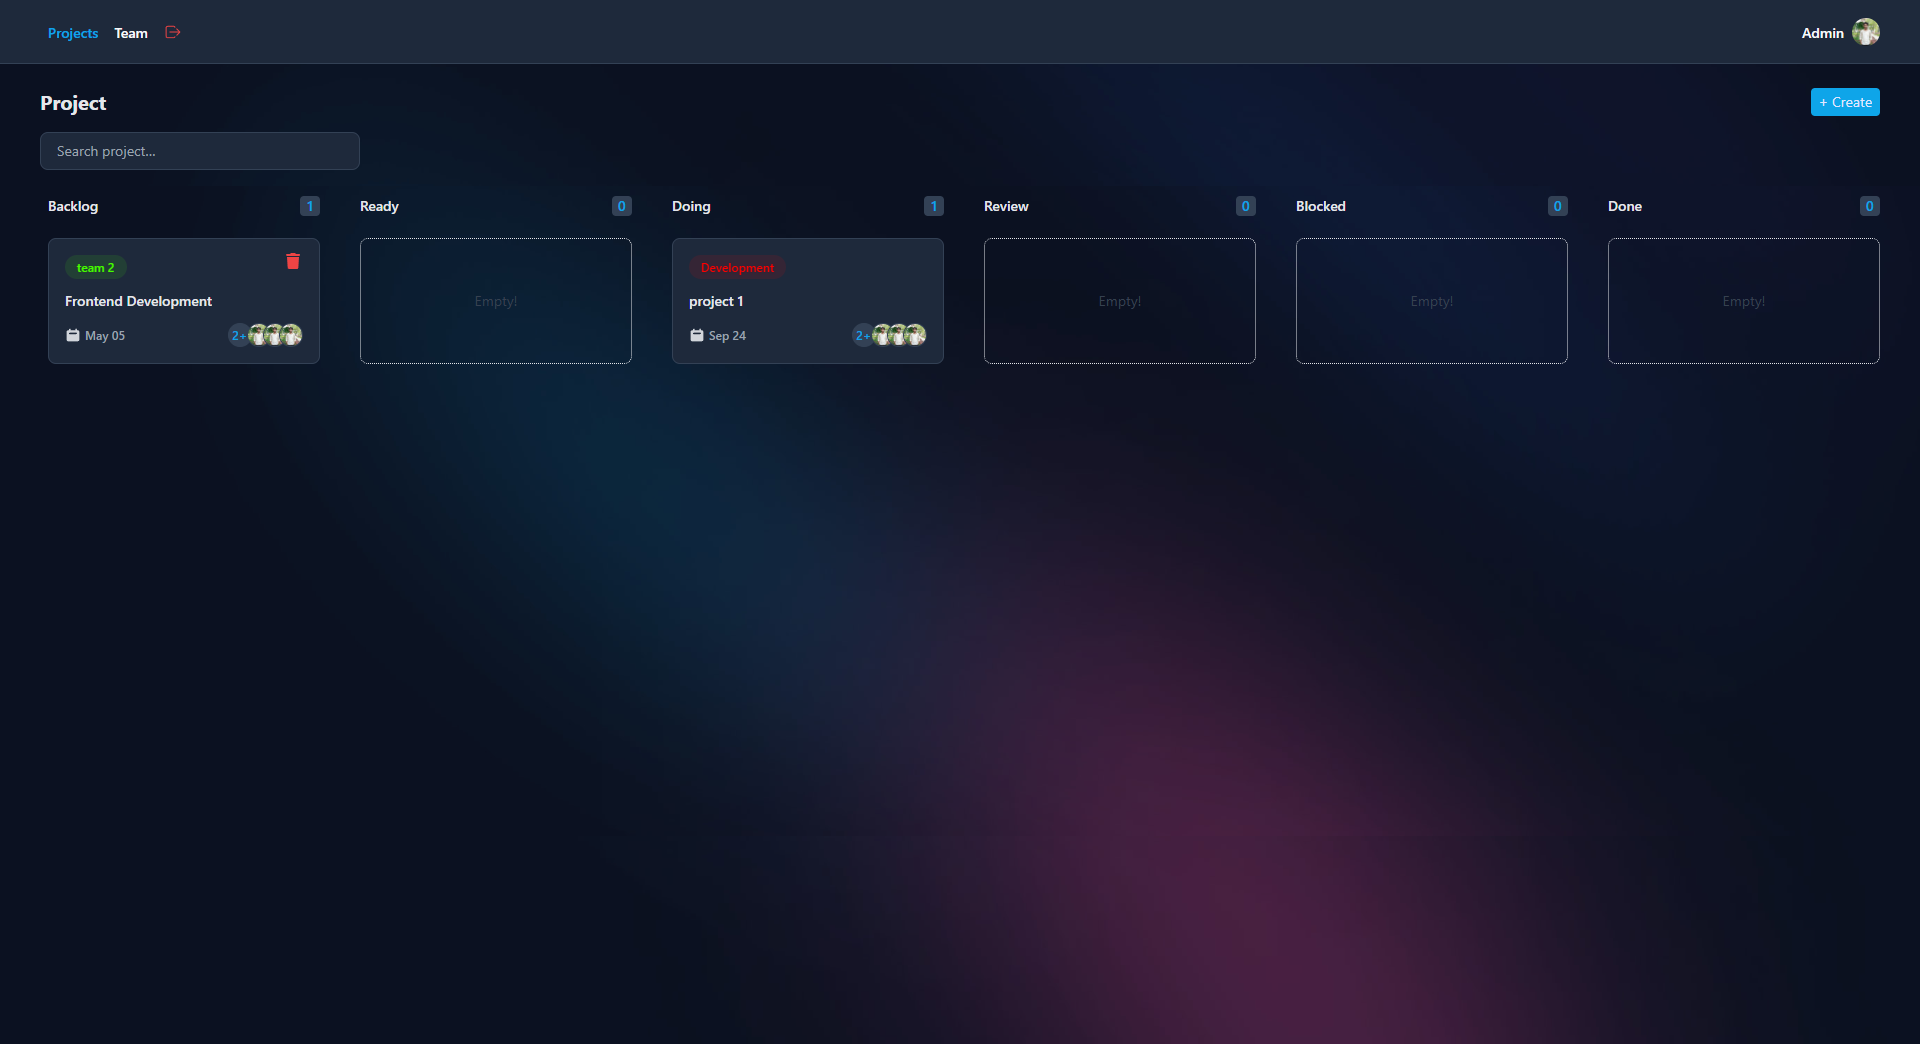 Projects Team Admin
Project + Create
Search project...
Backlog 1 Ready 0 Doing 1 Review 0 Blocked 0 Done 0
team 2
Frontend Development
May 05 2+
Empty!
Development
project 1
Sep 24 2+
Empty!
Empty!
Empty!